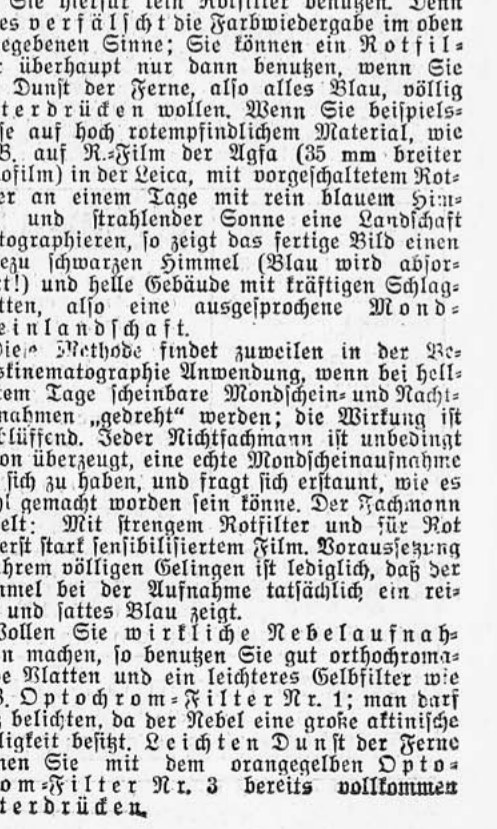 Sie hierfür kein Rotfilter benutzen. Denn
es verfälscht die Farbwiedergabe im oben
egebenen Sinne; Sie können ein Rotfil-
überhaupt nur dann benutzen, wenn Sie
Dunst der Ferne, also alles Blau, völlig
terdrücken wollen. Wenn Sie beispiels-
se auf hoch rotempfindlichem Material, wie
B. auf R.-Film der Agfa (35 mm breiter
ofilm) in der Leica, mit vorgeschaltetem Rot-
er an einem Tage mit rein blauem Him-
und strahlender Sonne eine Landschaft
tographieren, so zeigt das fertige Bild einen
ezu schwarzen Himmel (Blau wird absor-
t!) und helle Gebäude mit kräftigen Schlag-
tten, also eine ausgesprochene Mond-
einlandschaft.
Diese Methode findet zuweilen in der Be-
skinematographie Anwendung, wenn bei hell-
tem Tage scheinbare Mondschein- und Nacht-
nahmen „gedreht“ werden; die Wirkung ist
klüffend. Jeder Nichtfachmann ist unbedingt
on überzeugt, eine echte Mondscheinaufnahme
sich zu haben, und fragt sich erstaunt, wie es
l gemacht worden sein könne. Der Fachmann
elt: Mit strengem Rotfilter und für Rot
erst stark sensibilisiertem Film. Voraussetzung
ihrem völligen Gelingen ist lediglich, daß der
mmel bei der Aufnahme tatsächlich ein rei-
und sattes Blau zeigt.
Wollen Sie wirkliche Nebelaufnah-
n machen, so benutzen Sie gut orthochroma-
e Platten und ein leichteres Gelbfilter wie
B. Optochrom-Filter Nr. 1; man darf
belichten, da der Nebel eine große aktinische
ligkeit besitzt. Leichten Dunst der Ferne
nen Sie mit dem orangegelben Opto-
om-Filter Nr. 3 bereits vollkommen
terdrücken.